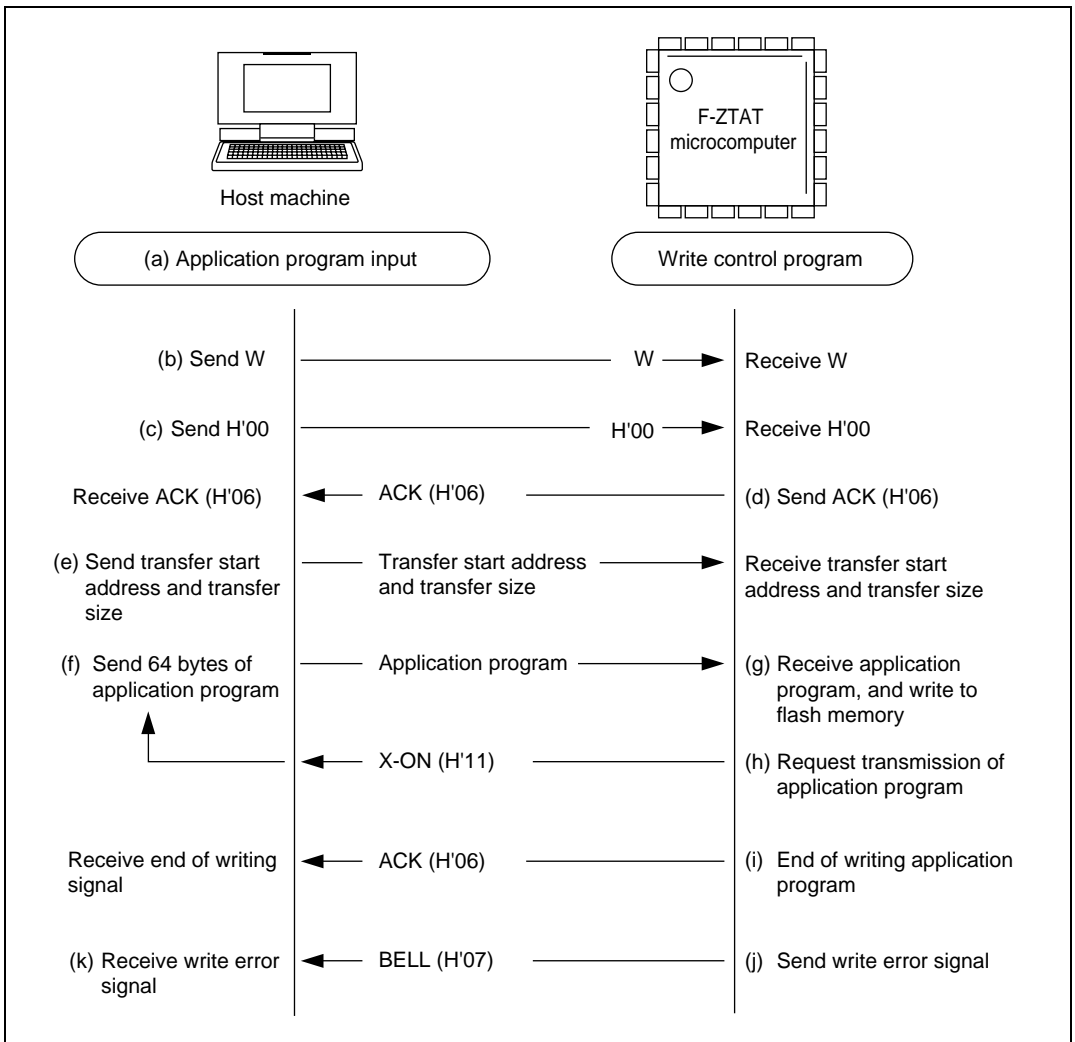 F-ZTAT
microcomputer
Host machine
(a) Application program input
Write control program
(b) Send W
W
Receive W
(c) Send H'00
H'00
Receive H'00
Receive ACK (H'06)
ACK (H'06)
(d) Send ACK (H'06)
(e) Send transfer start
address and transfer
size
Transfer start address
and transfer size
Receive transfer start
address and transfer size
(f) Send 64 bytes of
application program
Application program
(g) Receive application
program, and write to
flash memory
X-ON (H'11)
(h) Request transmission of
application program
Receive end of writing
signal
ACK (H'06)
(i) End of writing application
program
(k) Receive write error
signal
BELL (H'07)
(j) Send write error signal